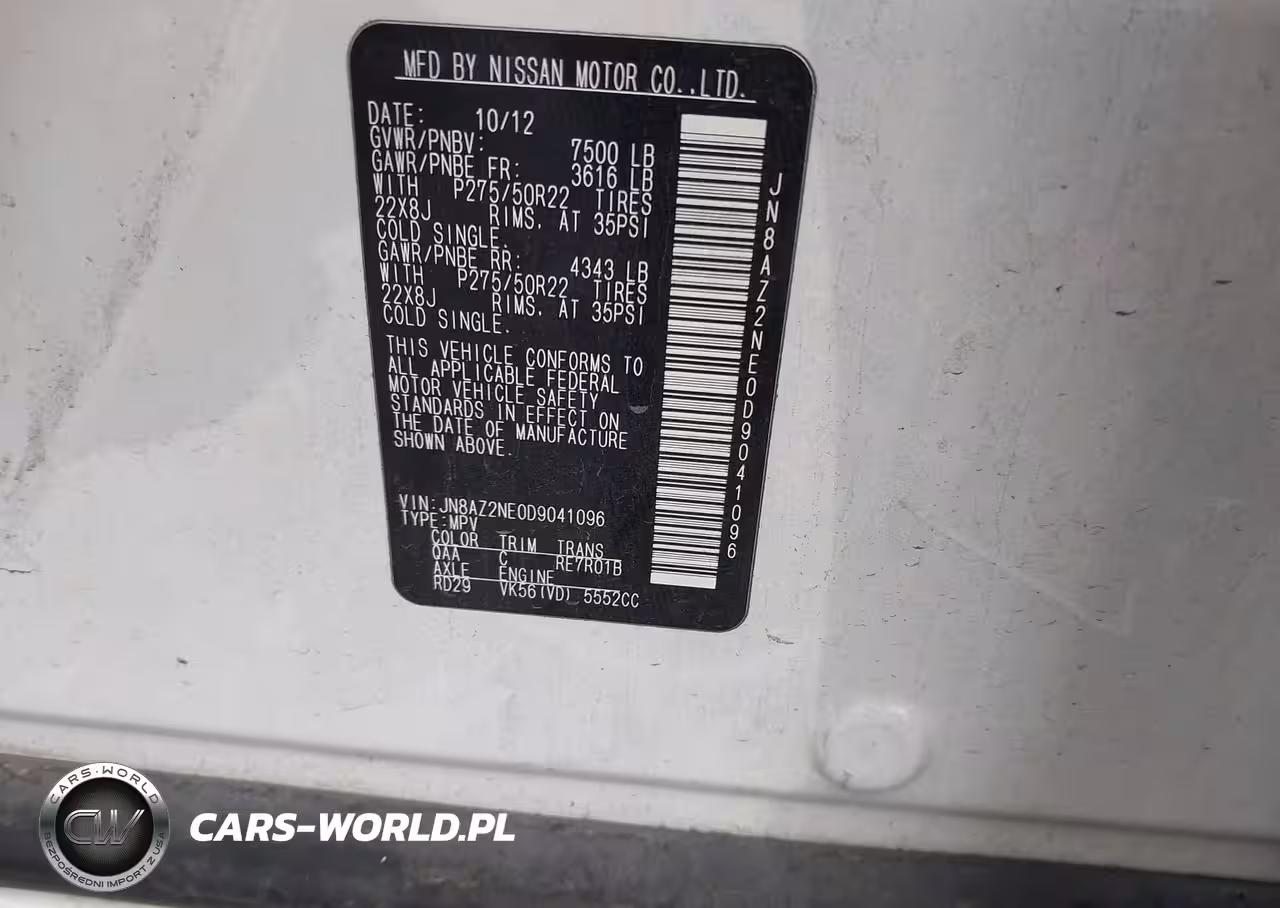 MFD BY NISSAN MOTOR CO.,LTD.
DATE: 10/12
GVWR/PNBV: 7500 LB
GAWR/PNBE FR: 3616 LB
WITH P275/50R22 TIRES
22X8J RIMS. AT 35PSI
COLD SINGLE.
GAWR/PNBE RR: 4343 LB
WITH P275/50R22 TIRES
22X8J RIMS. AT 35PSI
COLD SINGLE.
THIS VEHICLE CONFORMS TO
ALL APPLICABLE FEDERAL
MOTOR VEHICLE SAFETY
STANDARDS IN EFFECT ON
THE DATE OF MANUFACTURE
SHOWN ABOVE.
VIN:JN8AZ2NE0D9041096
TYPE:MPV
COLOR TRIM TRANS
QAA C RE7R01B
AXLE ENGINE
RD29 VK56(VD) 5552CC
JN8AZ2NE0D9041096
CARS-WORLD
CW
BEZPOŚREDNI IMPORT Z USA
CARS-WORLD.PL